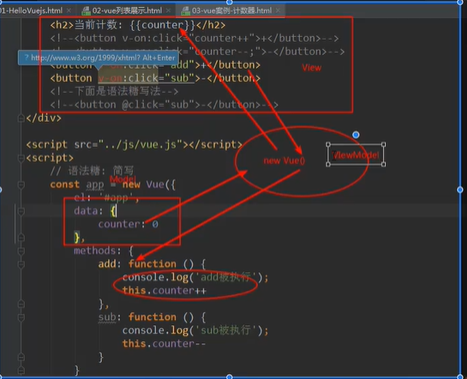 01-HelloVuejs.html 02-vue列表展示.html 03-vue案例-计数器.html
<h2>当前计数: {{counter}}</h2>
<!--<button v-on:click="counter++">+</button>-->
<!--<button v-on:click="counter--;">-</button>-->
? http://www.w3.org/1999/xhtml? Alt+Enter
<button v-on:click="add">+</button>
View
<button v-on:click="sub">-</button>
<!--下面是语法糖写法-->
<!--<button @click="sub">-</button>-->
</div>
<script src="../js/vue.js"></script>
new Vue()
ViewModel
<script>
// 语法糖: 简写
Model
const app = new Vue({
el: '#app',
data: {
counter: 0
},
methods: {
add: function () {
console.log('add被执行');
this.counter++
},
sub: function () {
console.log('sub被执行');
this.counter--
}
}